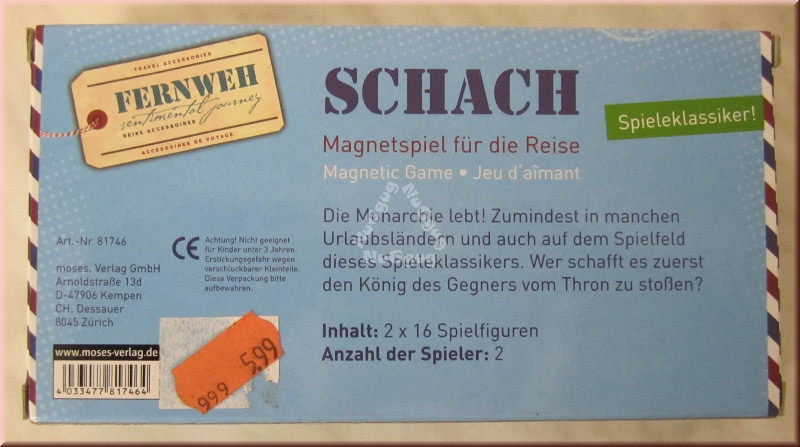 TRAVEL ACCESSORIES
FERNWEH
sentimental journey
REISE ACCESSOIRES
ACCESSOIRES DE VOYAGE
SCHACH
Spieleklassiker!
Magnetspiel für die Reise
Magnetic Game • Jeu d'aîmant
Die Monarchie lebt! Zumindest in manchen
Urlaubsländern und auch auf dem Spielfeld
dieses Spieleklassikers. Wer schafft es zuerst
den König des Gegners vom Thron zu stoßen?
Inhalt: 2 x 16 Spielfiguren
Anzahl der Spieler: 2
Art.-Nr. 81746
moses. Verlag GmbH
Arnoldstraße 13d
D-47906 Kempen
CH: Dessauer
8045 Zürich
CE
Achtung! Nicht geeignet
für Kinder unter 3 Jahren.
Erstickungsgefahr wegen
verschluckbarer Kleinteile.
Diese Verpackung bitte
aufbewahren.
www.moses-verlag.de
4 033477 817464
5,99
999
NuGgug